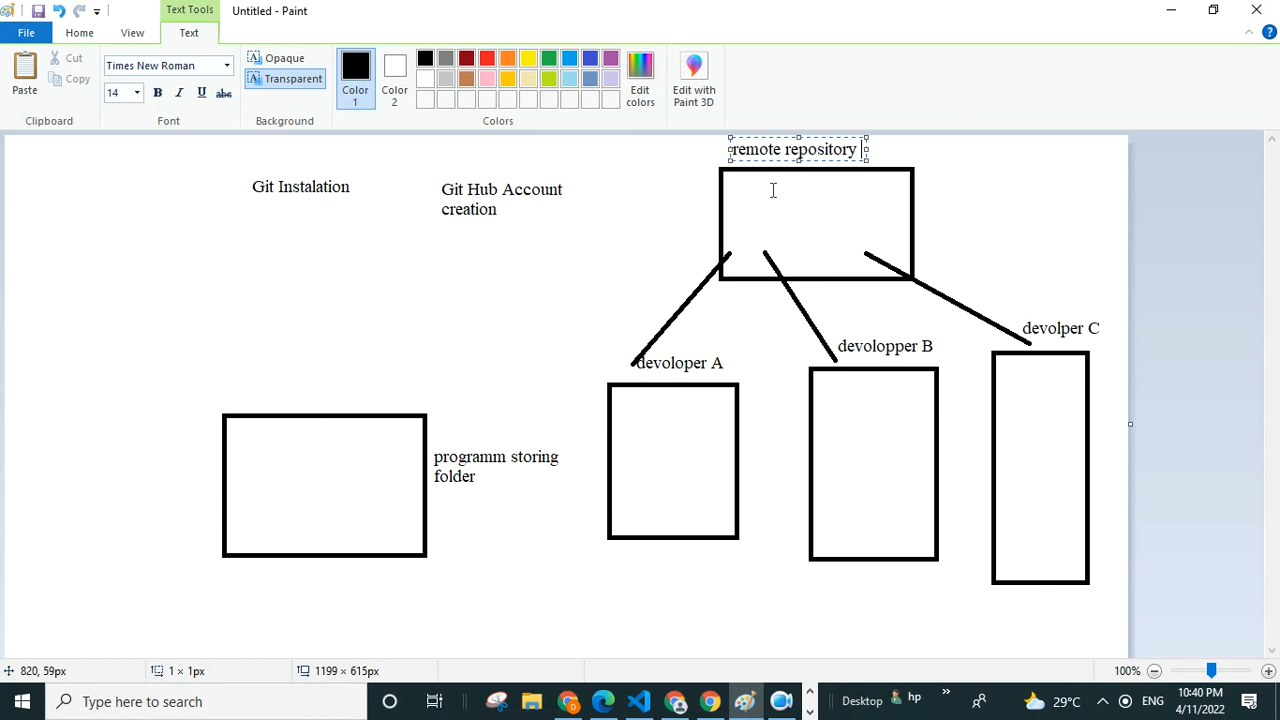 Text Tools
Untitled - Paint
File
Home
View
Text
Paste
Cut
Copy
Times New Roman
14
B
I
U
abc
Opaque
Transparent
Color
1
Color
2
Edit
colors
Edit with
Paint 3D
Clipboard
Font
Background
Colors
remote repository
Git Instalation
Git Hub Account
creation
devolper C
devolopper B
devoloper A
programm storing
folder
820, 59px
1 × 1px
1199 × 615px
100%
Type here to search
Desktop
hp
29°C
ENG
10:40 PM
4/11/2022